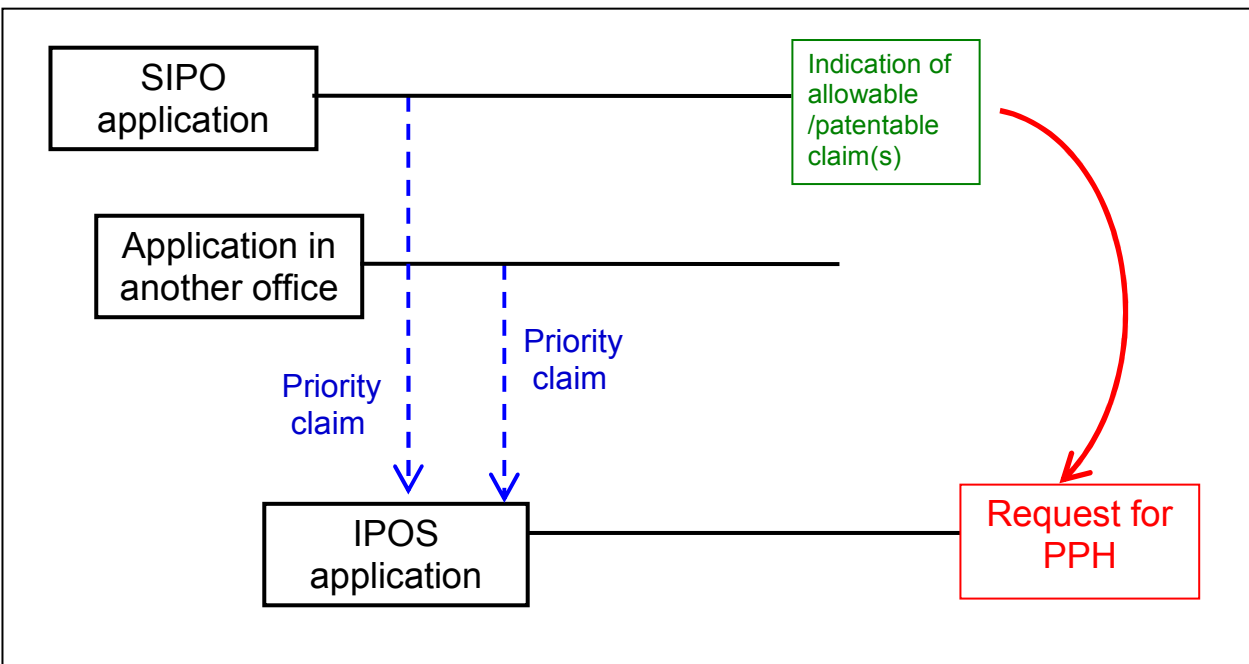 SIPO
application
Indication of
allowable
/patentable
claim(s)
Application in
another office
Priority
claim
Priority
claim
IPOS
application
Request for
PPH